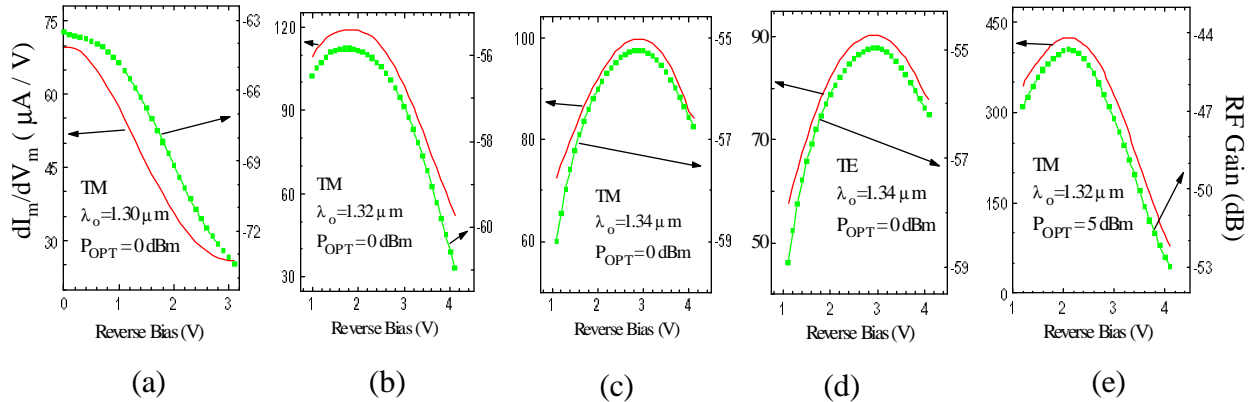 dI_m/dV_m ( μA / V)
75
60
45
30
-63
-66
-69
-72
TM
λ_o=1.30 μm
P_OPT=0 dBm
0 1 2 3
Reverse Bias (V)
(a)
120
110
90
60
30
-56
-58
-60
TM
λ_o=1.32 μm
P_OPT=0 dBm
1 2 3 4
Reverse Bias (V)
(b)
100
80
60
-55
-57
-59
TM
λ_o=1.34 μm
P_OPT=0 dBm
1 2 3 4
Reverse Bias (V)
(c)
90
70
50
-55
-57
-59
TE
λ_o=1.34 μm
P_OPT=0 dBm
1 2 3 4
Reverse Bias (V)
(d)
450
300
150
0
-44
-47
-50
-53
TM
λ_o=1.32 μm
P_OPT=5 dBm
1 2 3 4
Reverse Bias (V)
(e)
RF Gain (dB)